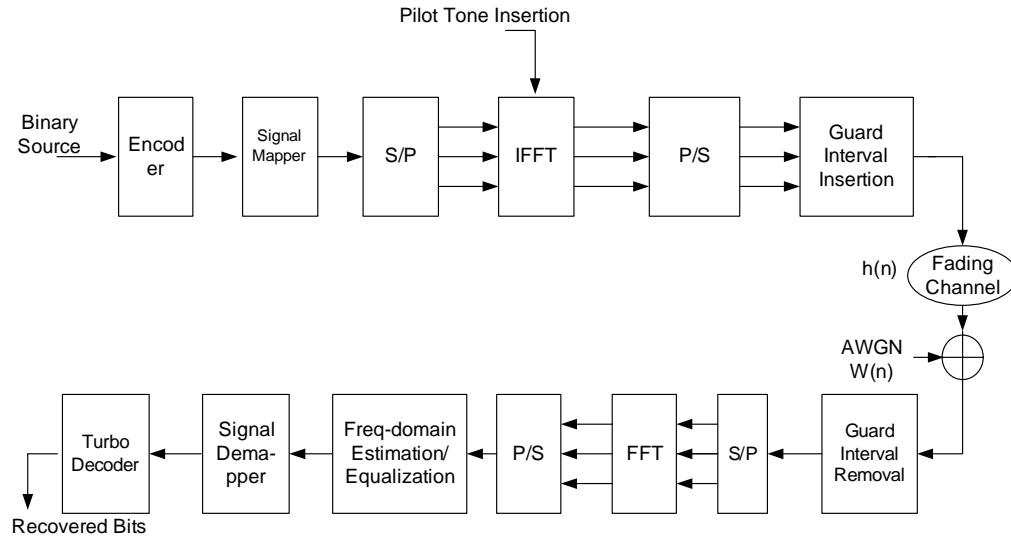 Pilot Tone Insertion
Binary
Source
Encod
er
Signal
Mapper
S/P
IFFT
P/S
Guard
Interval
Insertion
h(n)
Fading
Channel
AWGN
W(n)
Turbo
Decoder
Signal
Dema-
pper
Freq-domain
Estimation/
Equalization
P/S
FFT
S/P
Guard
Interval
Removal
Recovered Bits